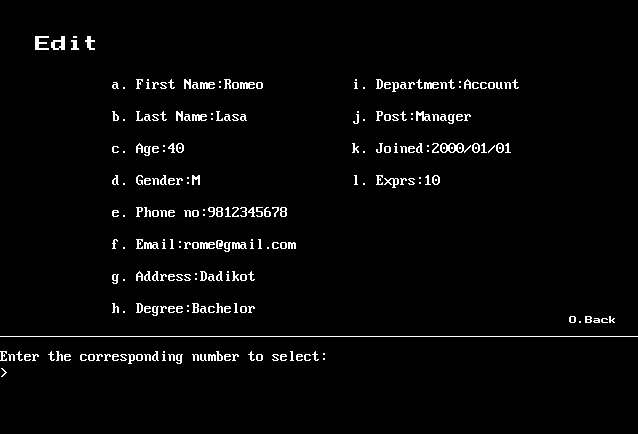 Edit
a. First Name:Romeo
b. Last Name:Lasa
c. Age:40
d. Gender:M
e. Phone no:9812345678
f. Email:rome@gmail.com
g. Address:Dadikot
h. Degree:Bachelor
i. Department:Account
j. Post:Manager
k. Joined:2000/01/01
l. Exprs:10
0.Back
Enter the corresponding number to select:
>